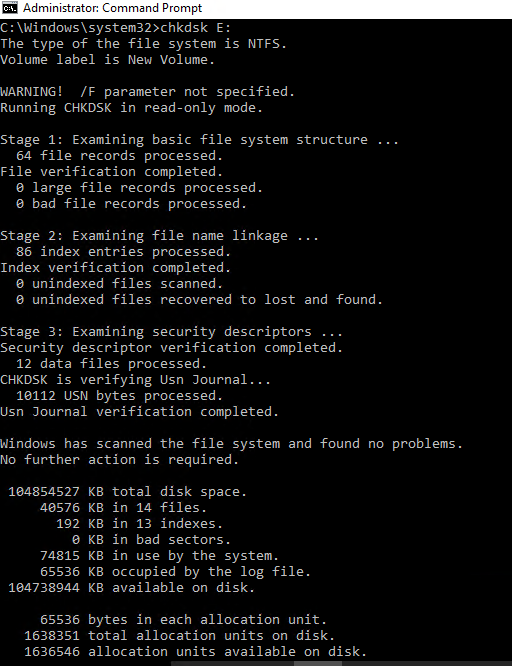 Administrator: Command Prompt
C:\Windows\system32>chkdsk E:
The type of the file system is NTFS.
Volume label is New Volume.
WARNING!  /F parameter not specified.
Running CHKDSK in read-only mode.
Stage 1: Examining basic file system structure ...
  64 file records processed.
File verification completed.
  0 large file records processed.
  0 bad file records processed.
Stage 2: Examining file name linkage ...
  86 index entries processed.
Index verification completed.
  0 unindexed files scanned.
  0 unindexed files recovered to lost and found.
Stage 3: Examining security descriptors ...
Security descriptor verification completed.
  12 data files processed.
CHKDSK is verifying Usn Journal...
  10112 USN bytes processed.
Usn Journal verification completed.
Windows has scanned the file system and found no problems.
No further action is required.
 104854527 KB total disk space.
     40576 KB in 14 files.
       192 KB in 13 indexes.
         0 KB in bad sectors.
     74815 KB in use by the system.
     65536 KB occupied by the log file.
 104738944 KB available on disk.
     65536 bytes in each allocation unit.
   1638351 total allocation units on disk.
   1636546 allocation units available on disk.